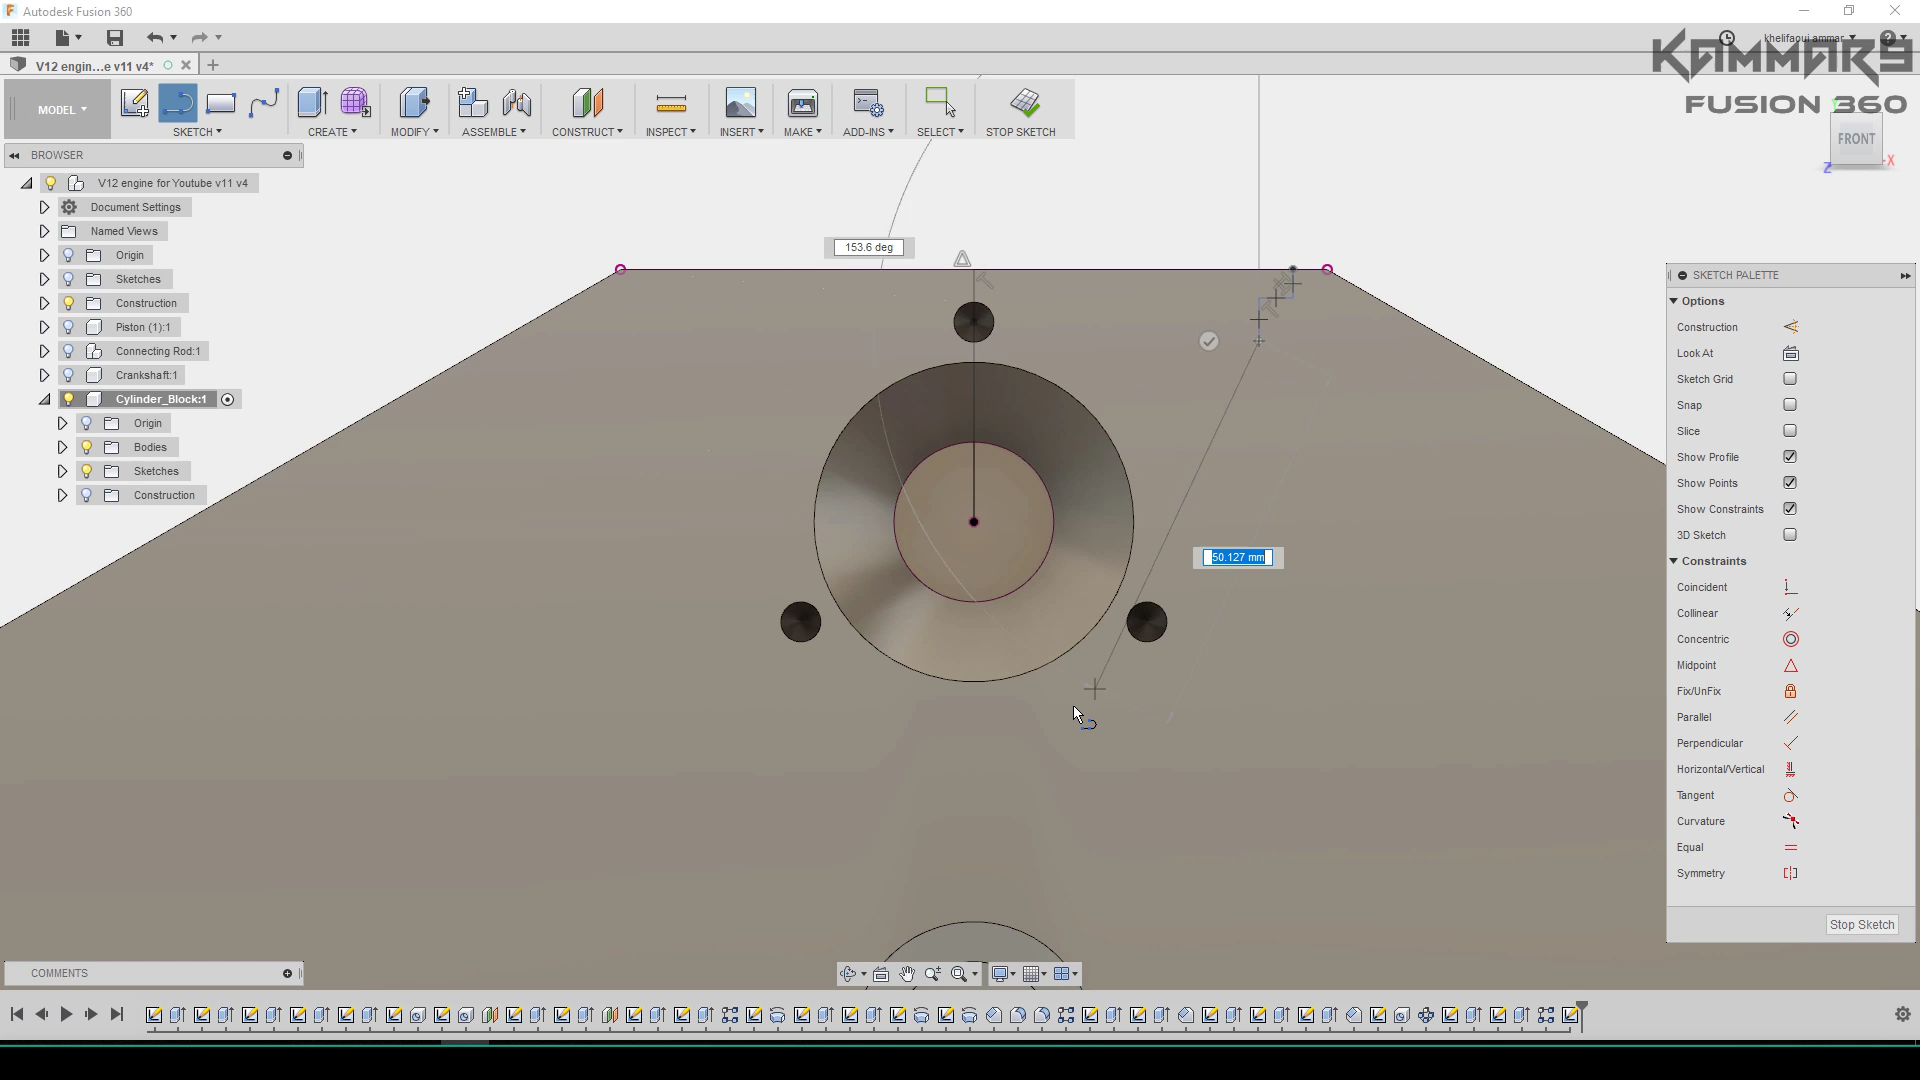 Autodesk Fusion 360
khelifaoui ammar
KAMMAR9
FUSION 360
V12 engin...e v11 v4*
MODEL
SKETCH
CREATE
MODIFY
ASSEMBLE
CONSTRUCT
INSPECT
INSERT
MAKE
ADD-INS
SELECT
STOP SKETCH
FRONT
X
Y
Z
BROWSER
V12 engine for Youtube v11 v4
Document Settings
Named Views
Origin
Sketches
Construction
Piston (1):1
Connecting Rod:1
Crankshaft:1
Cylinder_Block:1
Origin
Bodies
Sketches
Construction
153.6 deg
50.127 mm
SKETCH PALETTE
Options
Construction
Look At
Sketch Grid
Snap
Slice
Show Profile
Show Points
Show Constraints
3D Sketch
Constraints
Coincident
Collinear
Concentric
Midpoint
Fix/UnFix
Parallel
Perpendicular
Horizontal/Vertical
Tangent
Curvature
Equal
Symmetry
Stop Sketch
COMMENTS